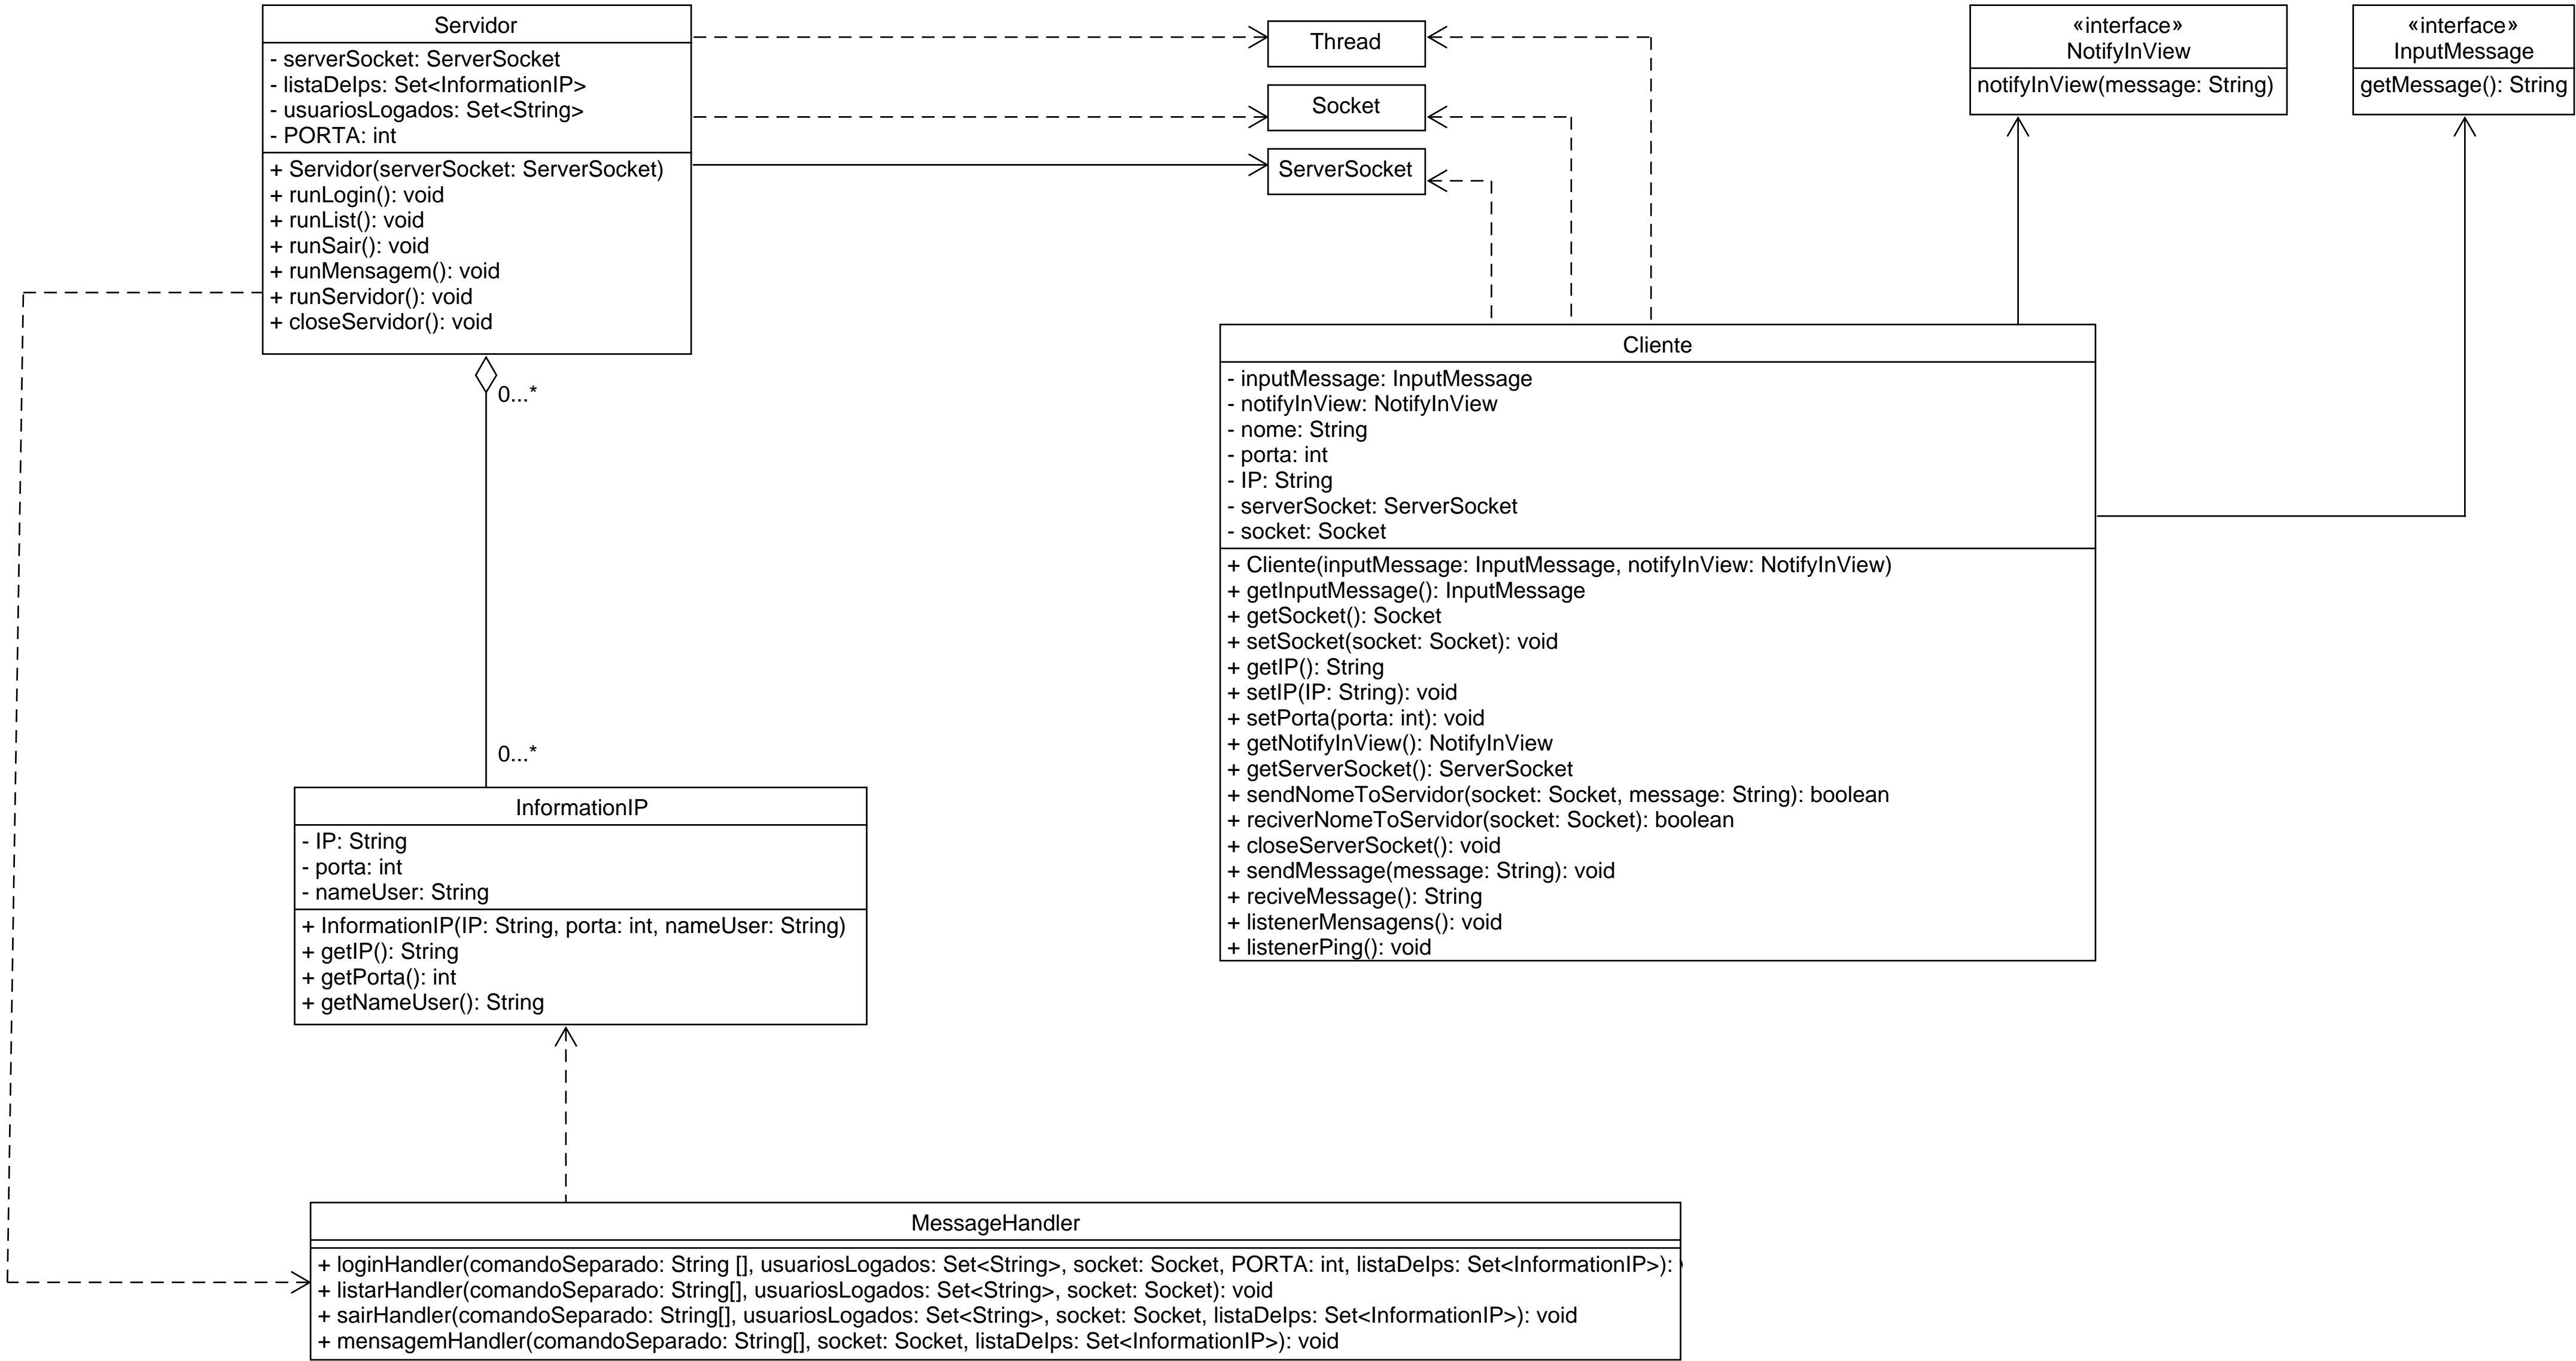 Servidor
- serverSocket: ServerSocket
- listaDeIps: Set<InformationIP>
- usuariosLogados: Set<String>
- PORTA: int
+ Servidor(serverSocket: ServerSocket)
+ runLogin(): void
+ runList(): void
+ runSair(): void
+ runMensagem(): void
+ runServidor(): void
+ closeServidor(): void
Thread
Socket
ServerSocket
«interface»
NotifyInView
notifyInView(message: String)
«interface»
InputMessage
getMessage(): String
0...*
0...*
Cliente
- inputMessage: InputMessage
- notifyInView: NotifyInView
- nome: String
- porta: int
- IP: String
- serverSocket: ServerSocket
- socket: Socket
+ Cliente(inputMessage: InputMessage, notifyInView: NotifyInView)
+ getInputMessage(): InputMessage
+ getSocket(): Socket
+ setSocket(socket: Socket): void
+ getIP(): String
+ setIP(IP: String): void
+ setPorta(porta: int): void
+ getNotifyInView(): NotifyInView
+ getServerSocket(): ServerSocket
+ sendNomeToServidor(socket: Socket, message: String): boolean
+ reciverNomeToServidor(socket: Socket): boolean
+ closeServerSocket(): void
+ sendMessage(message: String): void
+ reciveMessage(): String
+ listenerMensagens(): void
+ listenerPing(): void
InformationIP
- IP: String
- porta: int
- nameUser: String
+ InformationIP(IP: String, porta: int, nameUser: String)
+ getIP(): String
+ getPorta(): int
+ getNameUser(): String
MessageHandler
+ loginHandler(comandoSeparado: String [], usuariosLogados: Set<String>, socket: Socket, PORTA: int, listaDeIps: Set<InformationIP>):
+ listarHandler(comandoSeparado: String[], usuariosLogados: Set<String>, socket: Socket): void
+ sairHandler(comandoSeparado: String[], usuariosLogados: Set<String>, socket: Socket, listaDeIps: Set<InformationIP>): void
+ mensagemHandler(comandoSeparado: String[], socket: Socket, listaDeIps: Set<InformationIP>): void